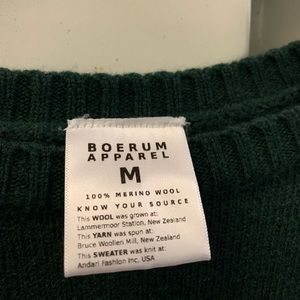 BOERUM
APPAREL
M
100% MERINO WOOL
KNOW YOUR SOURCE
This WOOL was grown at:
Lammermoor Station, New Zealand
This YARN was spun at:
Bruce Woollen Mill, New Zealand
This SWEATER was knit at:
Andari Fashion Inc. USA